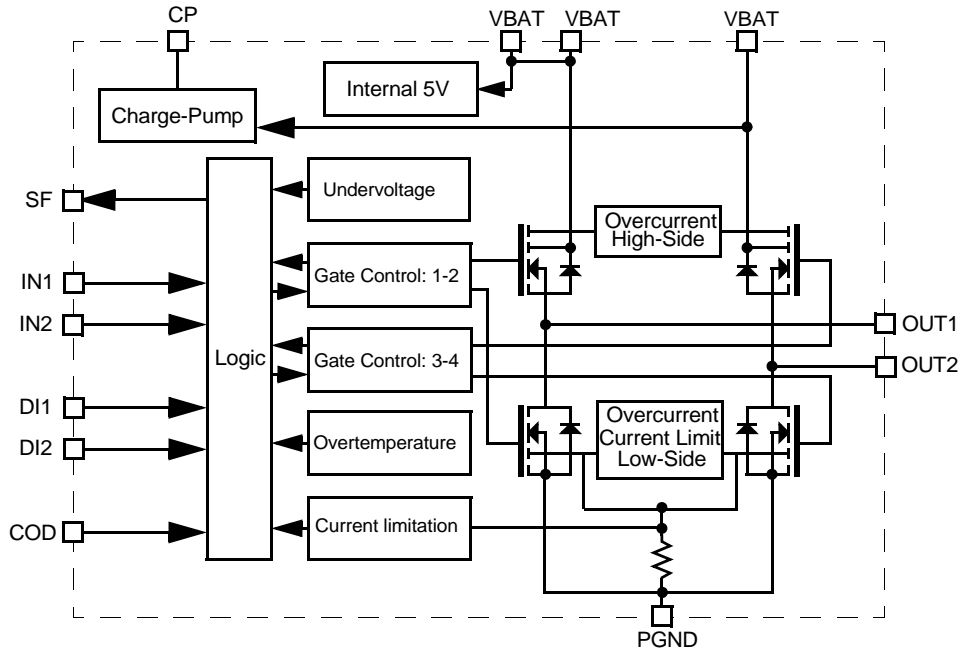 CP
VBAT
VBAT
VBAT
Internal 5V
Charge-Pump
SF
Undervoltage
Overcurrent
High-Side
IN1
Gate Control: 1-2
IN2
OUT1
Logic
Gate Control: 3-4
OUT2
DI1
Overcurrent
Current Limit
Low-Side
DI2
Overtemperature
COD
Current limitation
PGND